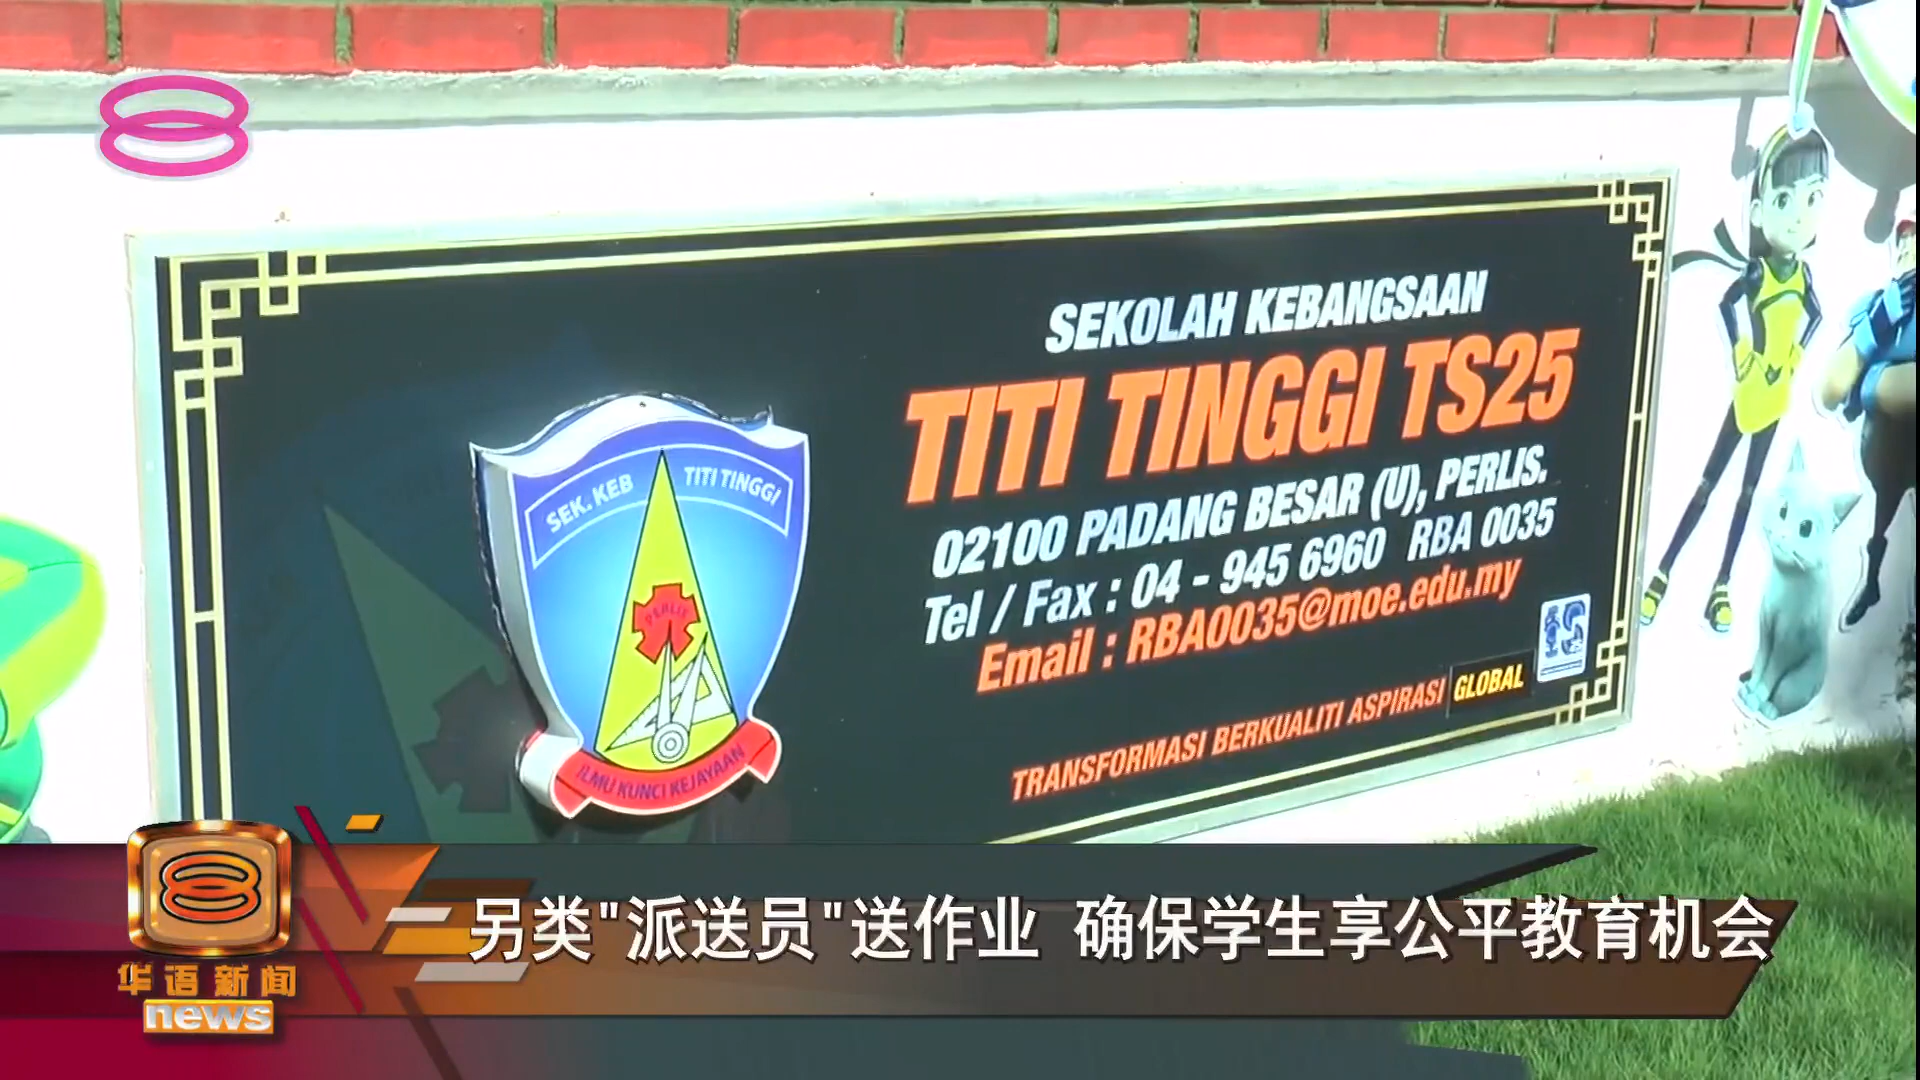 SEKOLAH KEBANGSAAN
TITI TINGGI TS25
02100 PADANG BESAR (U), PERLIS.
Tel / Fax : 04 - 945 6960 RBA 0035
Email : RBA0035@moe.edu.my
TRANSFORMASI BERKUALITI ASPIRASI GLOBAL
SEK. KEB TITI TINGGI
PERLIS
ILMU KUNCI KEJAYAAN
另类"派送员"送作业 确保学生享公平教育机会
8
华语新闻
news